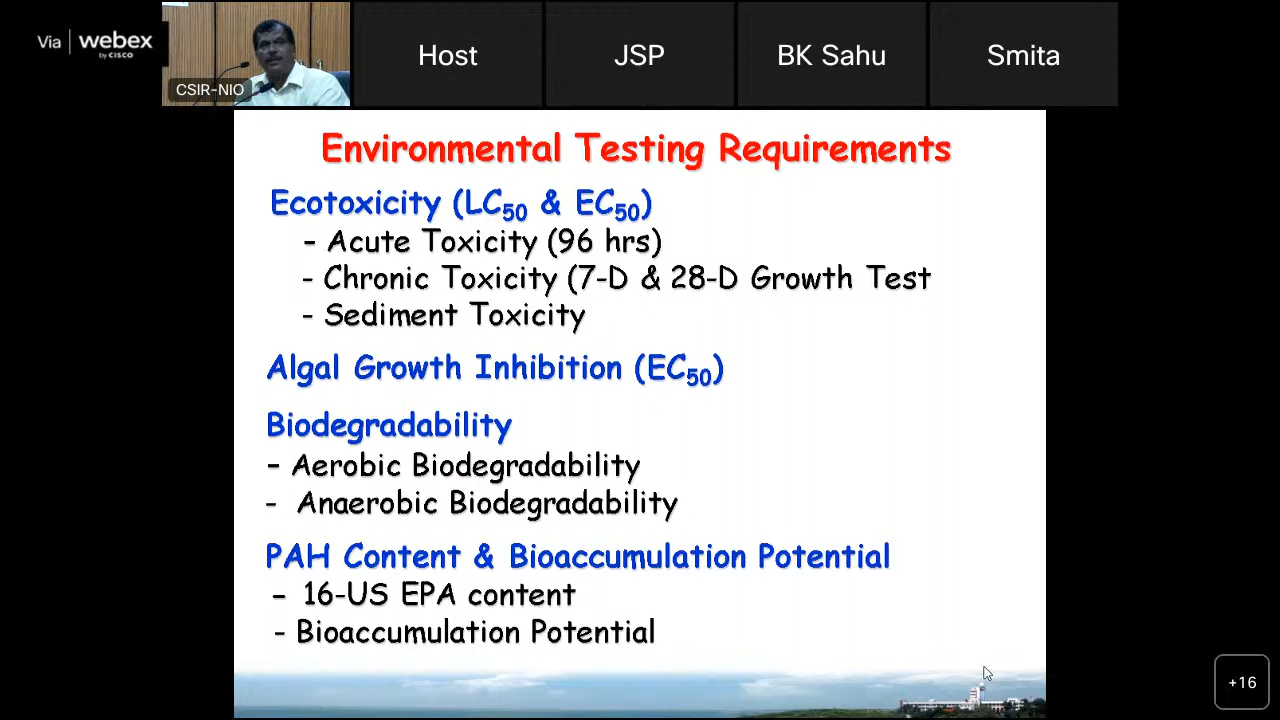 Via webex
by CISCO
CSIR-NIO
Host
JSP
BK Sahu
Smita
Environmental Testing Requirements
Ecotoxicity (LC50 & EC50)
- Acute Toxicity (96 hrs)
- Chronic Toxicity (7-D & 28-D Growth Test
- Sediment Toxicity
Algal Growth Inhibition (EC50)
Biodegradability
- Aerobic Biodegradability
- Anaerobic Biodegradability
PAH Content & Bioaccumulation Potential
- 16-US EPA content
- Bioaccumulation Potential
+16